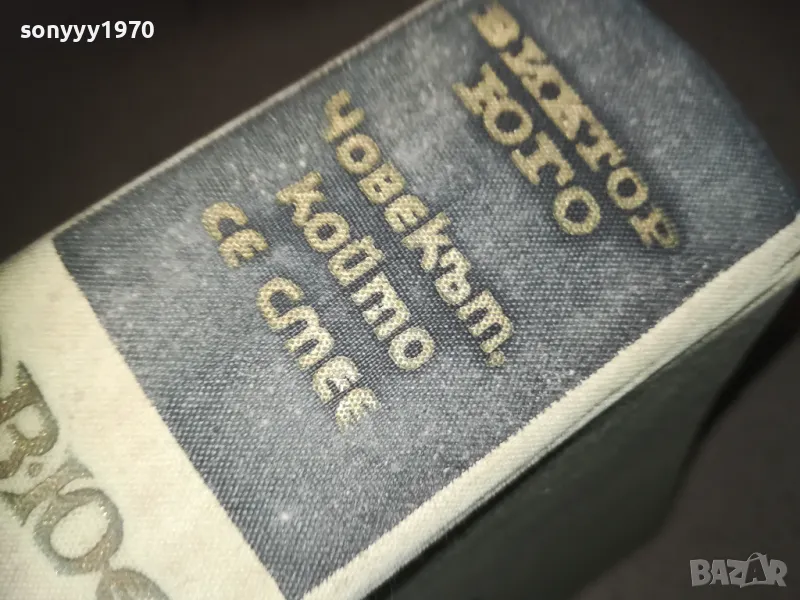 sonyyy1970
ВИКТОР
ЮГО
ЧОВЕКЪТ,
КОЙТО
СЕ СМЕЕ
BAZAR